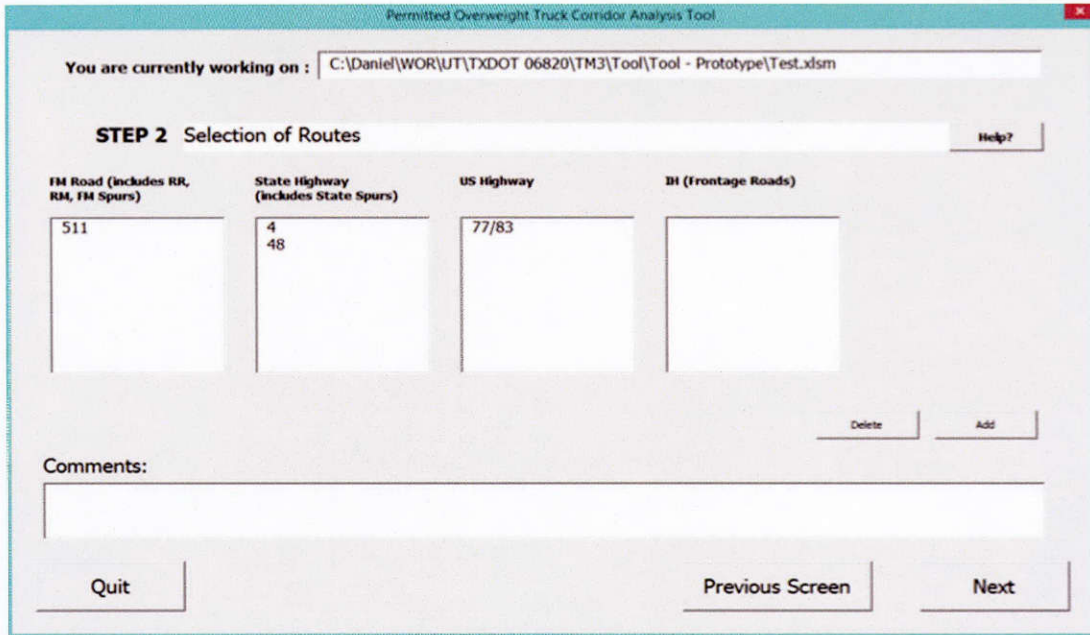 Permitted Overweight Truck Corridor Analysis Tool
You are currently working on : C:\Daniel\WOR\UT\TXDOT 06820\TM3\Tool\Tool - Prototype\Test.xlsm
STEP 2 Selection of Routes
Help?
FM Road (includes RR,
RM, FM Spurs)
State Highway
(includes State Spurs)
US Highway
IH (Frontage Roads)
511
4
48
77/83
Delete
Add
Comments:
Quit
Previous Screen
Next